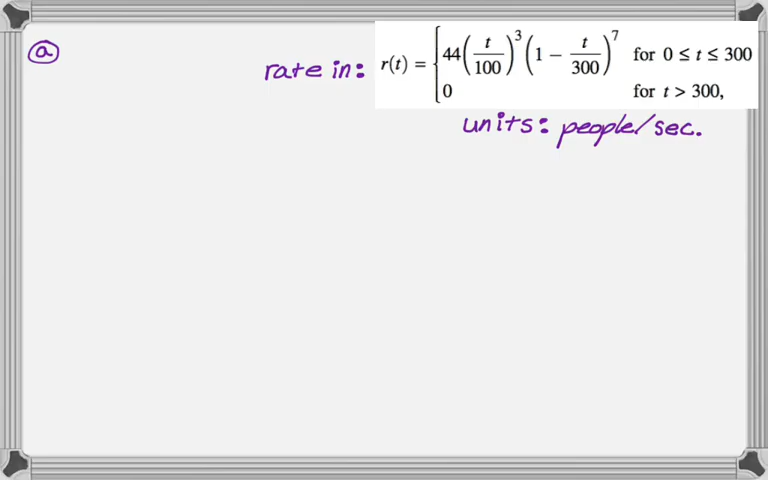 (a)
rate in: r(t) = { 44(t/100)^3 (1 − t/300)^7 for 0 ≤ t ≤ 300
0 for t > 300,
units: people/sec.